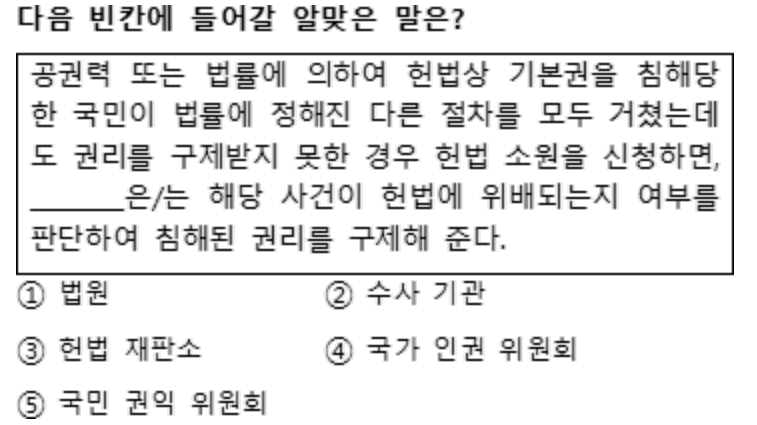 다음 빈칸에 들어갈 알맞은 말은?
공권력 또는 법률에 의하여 헌법상 기본권을 침해당
한 국민이 법률에 정해진 다른 절차를 모두 거쳤는데
도 권리를 구제받지 못한 경우 헌법 소원을 신청하면,
______은/는 해당 사건이 헌법에 위배되는지 여부를
판단하여 침해된 권리를 구제해 준다.
① 법원 ② 수사 기관
③ 헌법 재판소 ④ 국가 인권 위원회
⑤ 국민 권익 위원회